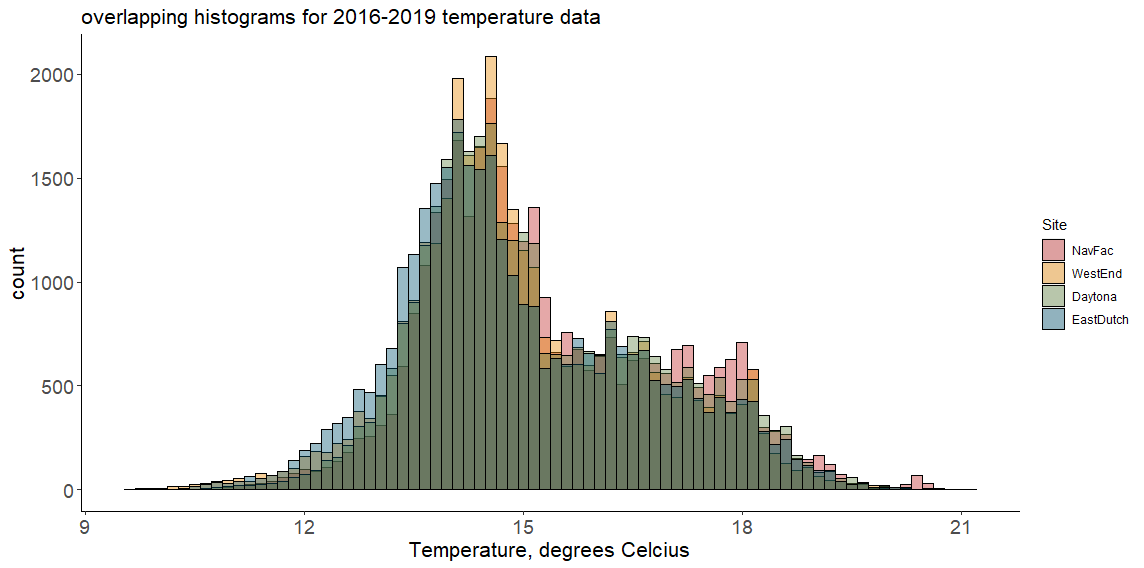 overlapping histograms for 2016-2019 temperature data
2000
1500
1000
500
0
count
9 12 15 18 21
Temperature, degrees Celcius
Site
NavFac
WestEnd
Daytona
EastDutch